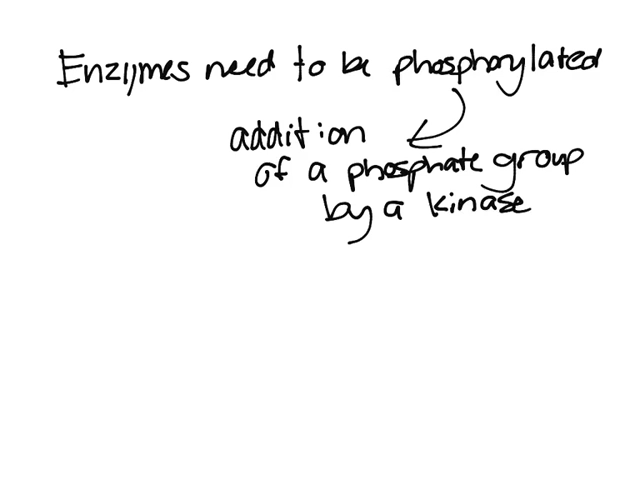 Enzymes need to be phosphorylated
addition
of a phosphate group
by a kinase